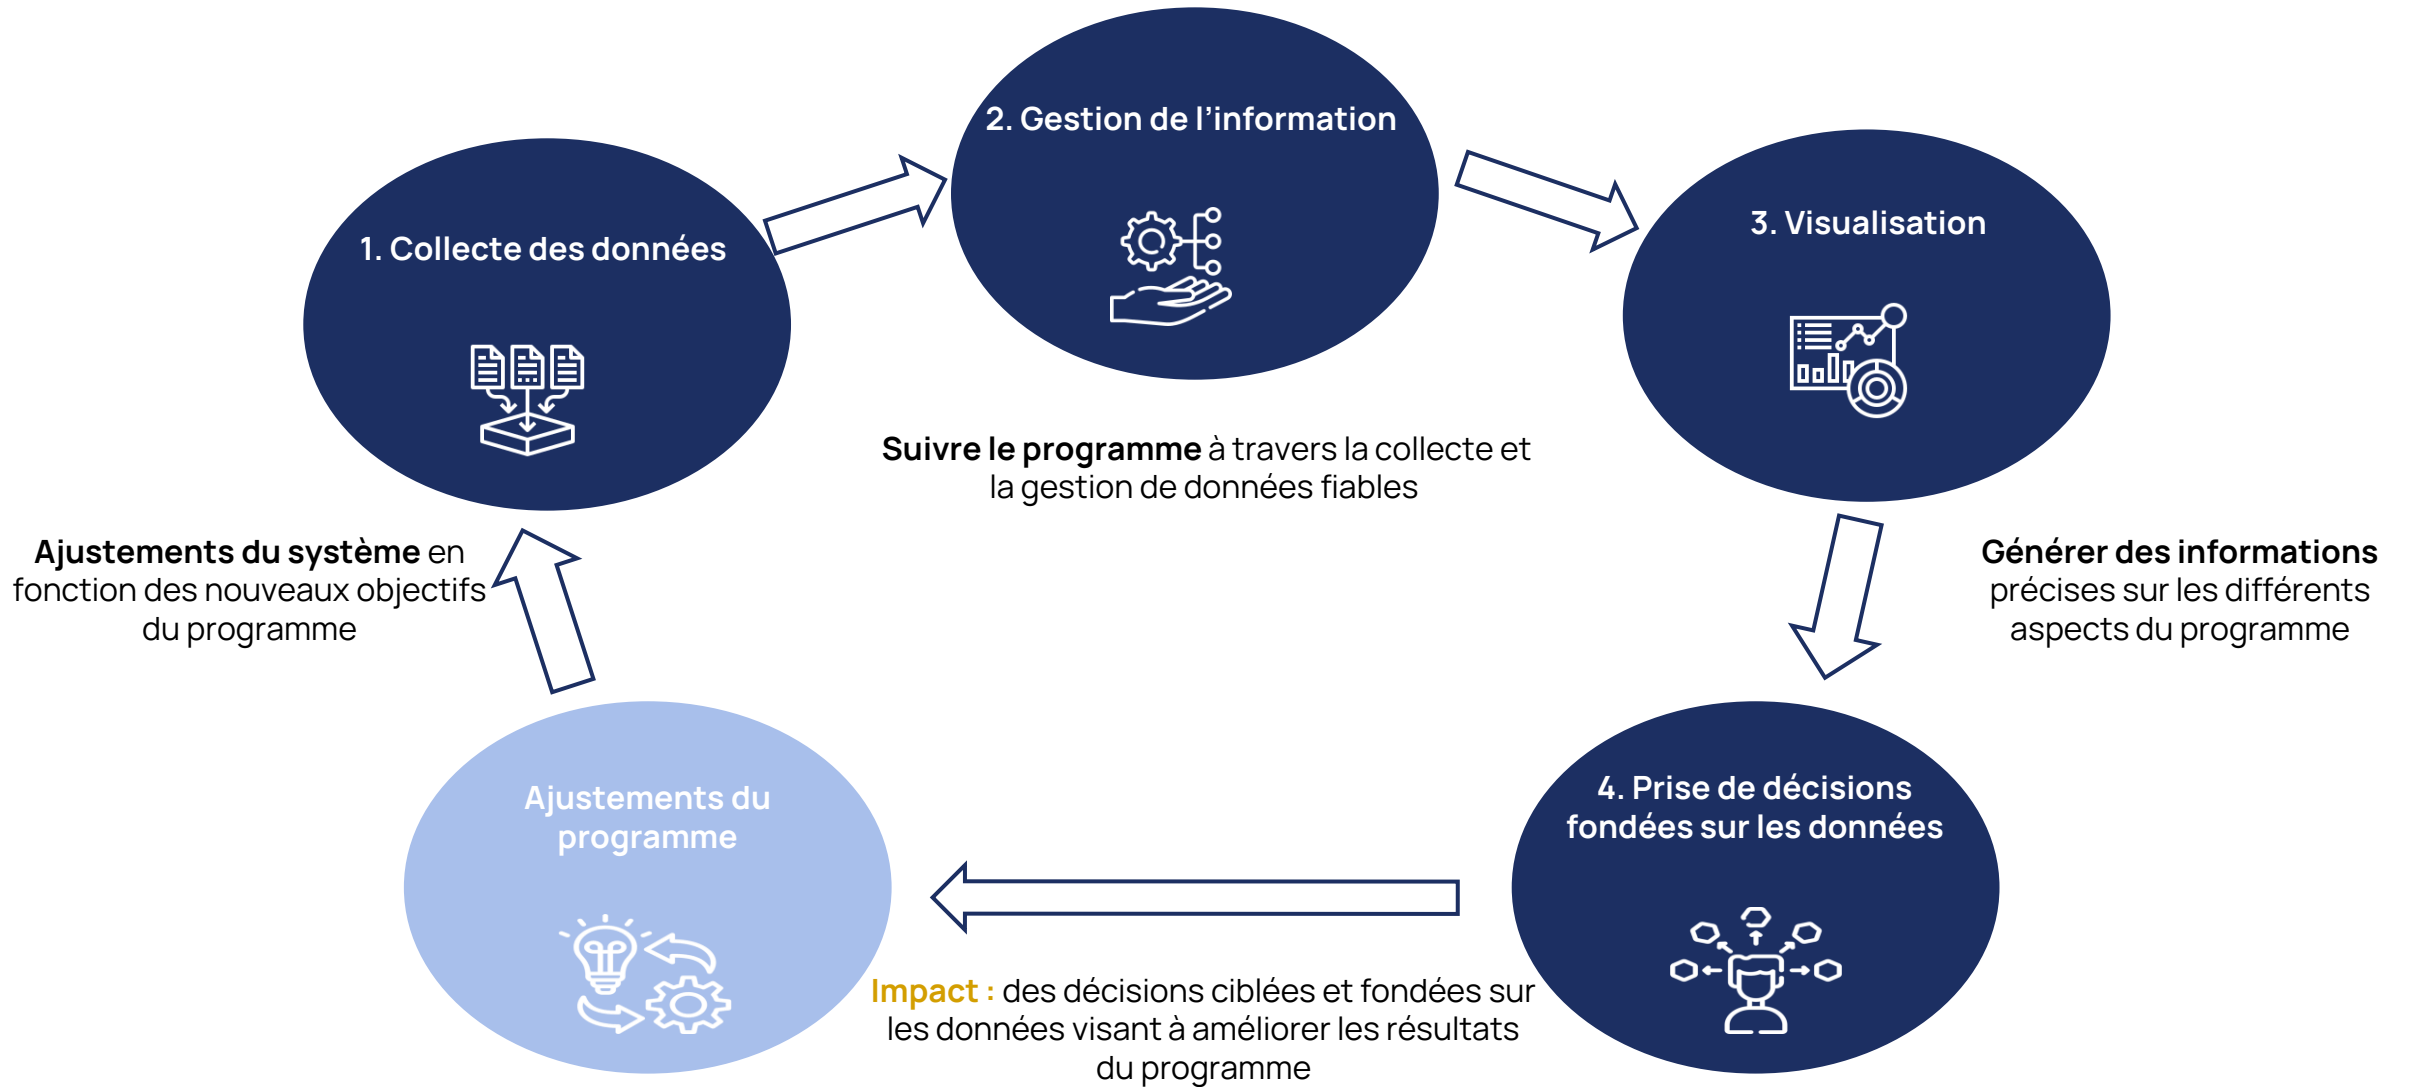 1. Collecte des données
2. Gestion de l’information
3. Visualisation
Suivre le programme à travers la collecte et
la gestion de données fiables
Générer des informations
précises sur les différents
aspects du programme
4. Prise de décisions
fondées sur les données
Impact : des décisions ciblées et fondées sur
les données visant à améliorer les résultats
du programme
Ajustements du
programme
Ajustements du système en
fonction des nouveaux objectifs
du programme